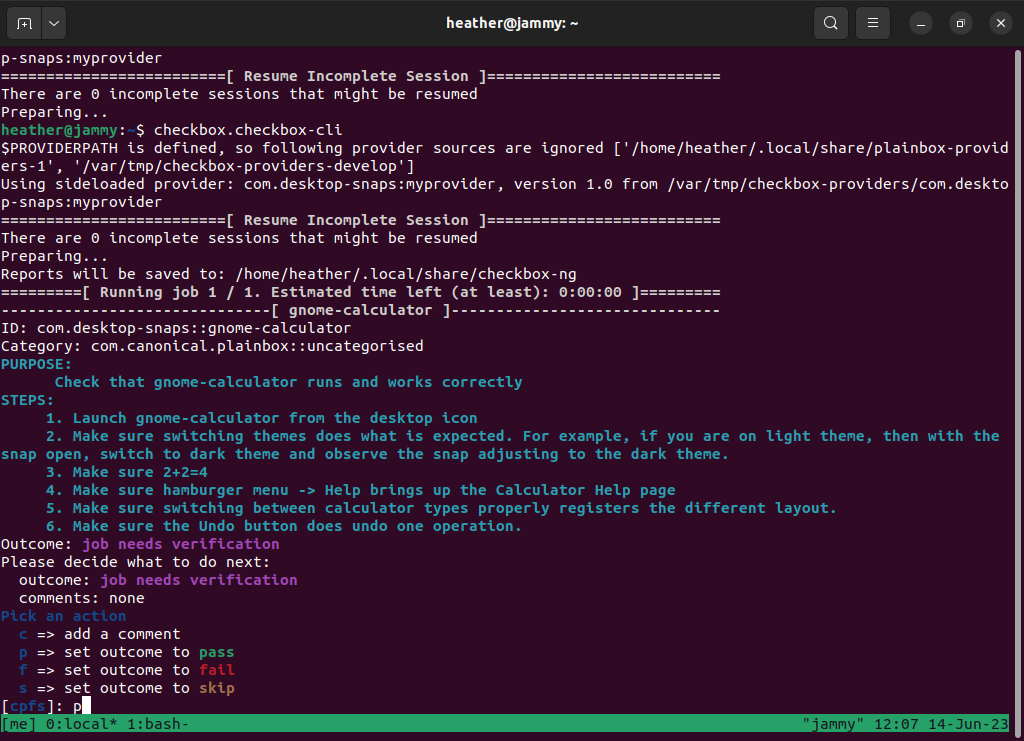 heather@jammy: ~
p-snaps:myprovider
=========================[ Resume Incomplete Session ]==========================
There are 0 incomplete sessions that might be resumed
Preparing...
heather@jammy:~$ checkbox.checkbox-cli
$PROVIDERPATH is defined, so following provider sources are ignored ['/home/heather/.local/share/plainbox-provid
ers-1', '/var/tmp/checkbox-providers-develop']
Using sideloaded provider: com.desktop-snaps:myprovider, version 1.0 from /var/tmp/checkbox-providers/com.deskto
p-snaps:myprovider
=========================[ Resume Incomplete Session ]==========================
There are 0 incomplete sessions that might be resumed
Preparing...
Reports will be saved to: /home/heather/.local/share/checkbox-ng
=========[ Running job 1 / 1. Estimated time left (at least): 0:00:00 ]=========
------------------------------[ gnome-calculator ]------------------------------
ID: com.desktop-snaps::gnome-calculator
Category: com.canonical.plainbox::uncategorised
PURPOSE:
      Check that gnome-calculator runs and works correctly
STEPS:
     1. Launch gnome-calculator from the desktop icon
     2. Make sure switching themes does what is expected. For example, if you are on light theme, then with the
snap open, switch to dark theme and observe the snap adjusting to the dark theme.
     3. Make sure 2+2=4
     4. Make sure hamburger menu -> Help brings up the Calculator Help page
     5. Make sure switching between calculator types properly registers the different layout.
     6. Make sure the Undo button does undo one operation.
Outcome: job needs verification
Please decide what to do next:
  outcome: job needs verification
  comments: none
Pick an action
  c => add a comment
  p => set outcome to pass
  f => set outcome to fail
  s => set outcome to skip
[cpfs]: p
[me] 0:local* 1:bash- "jammy" 12:07 14-Jun-23